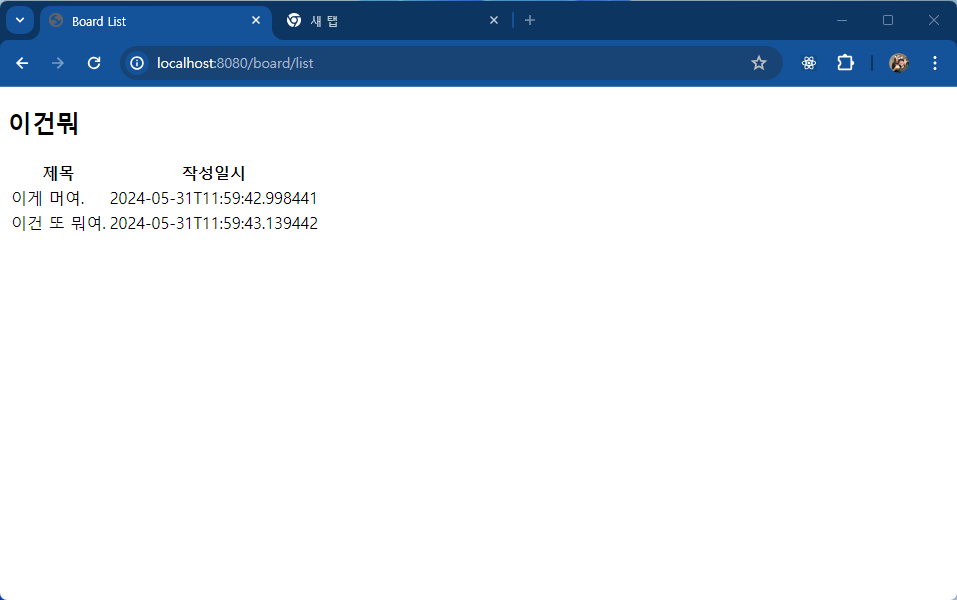 Board List
새 탭
localhost:8080/board/list
이건뭐
제목 작성일시
이게 머여. 2024-05-31T11:59:42.998441
이건 또 뭐여. 2024-05-31T11:59:43.139442